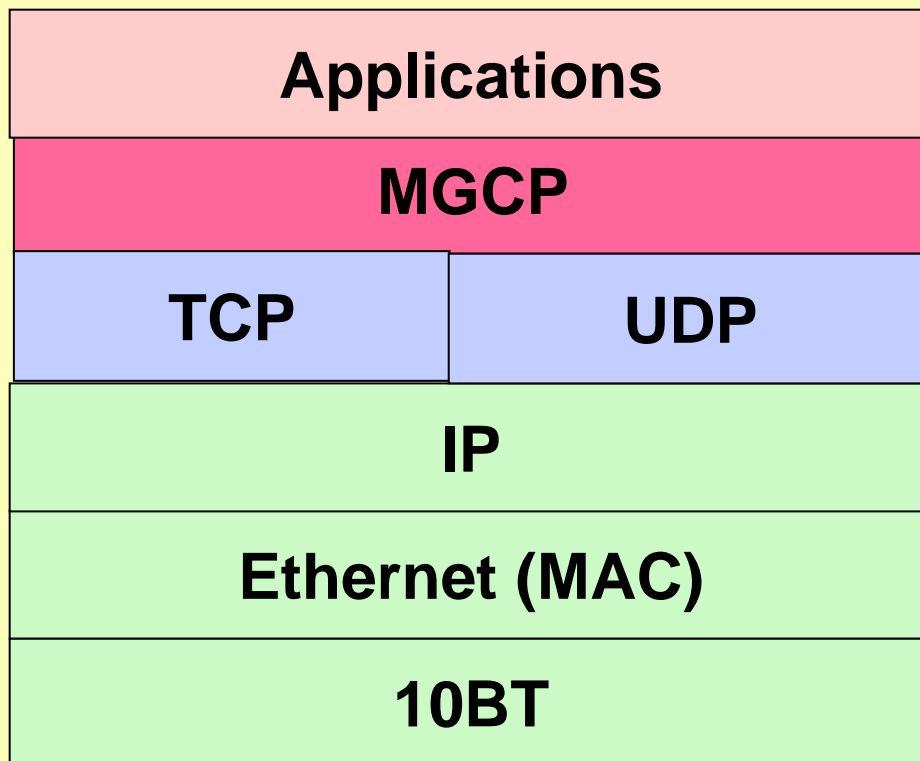 Applications
MGCP
TCP UDP
IP
Ethernet (MAC)
10BT